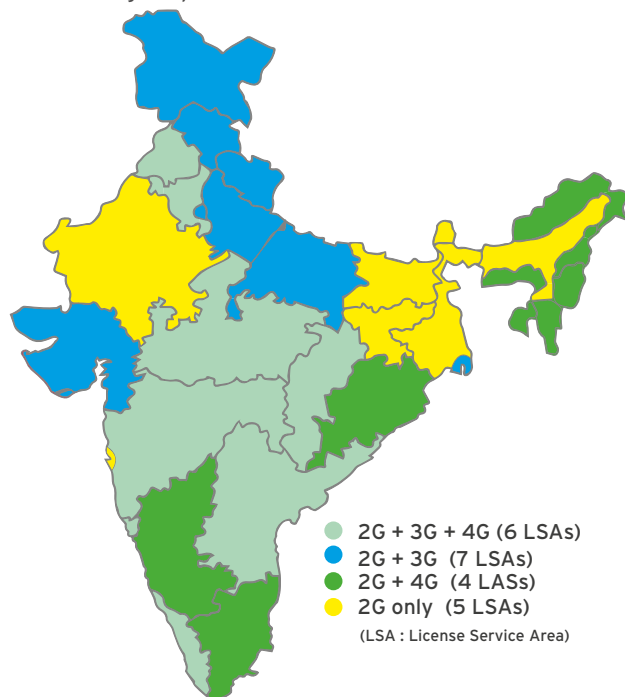 2G + 3G + 4G (6 LSAs)
2G + 3G (7 LSAs)
2G + 4G (4 LASs)
2G only (5 LSAs)
(LSA : License Service Area)